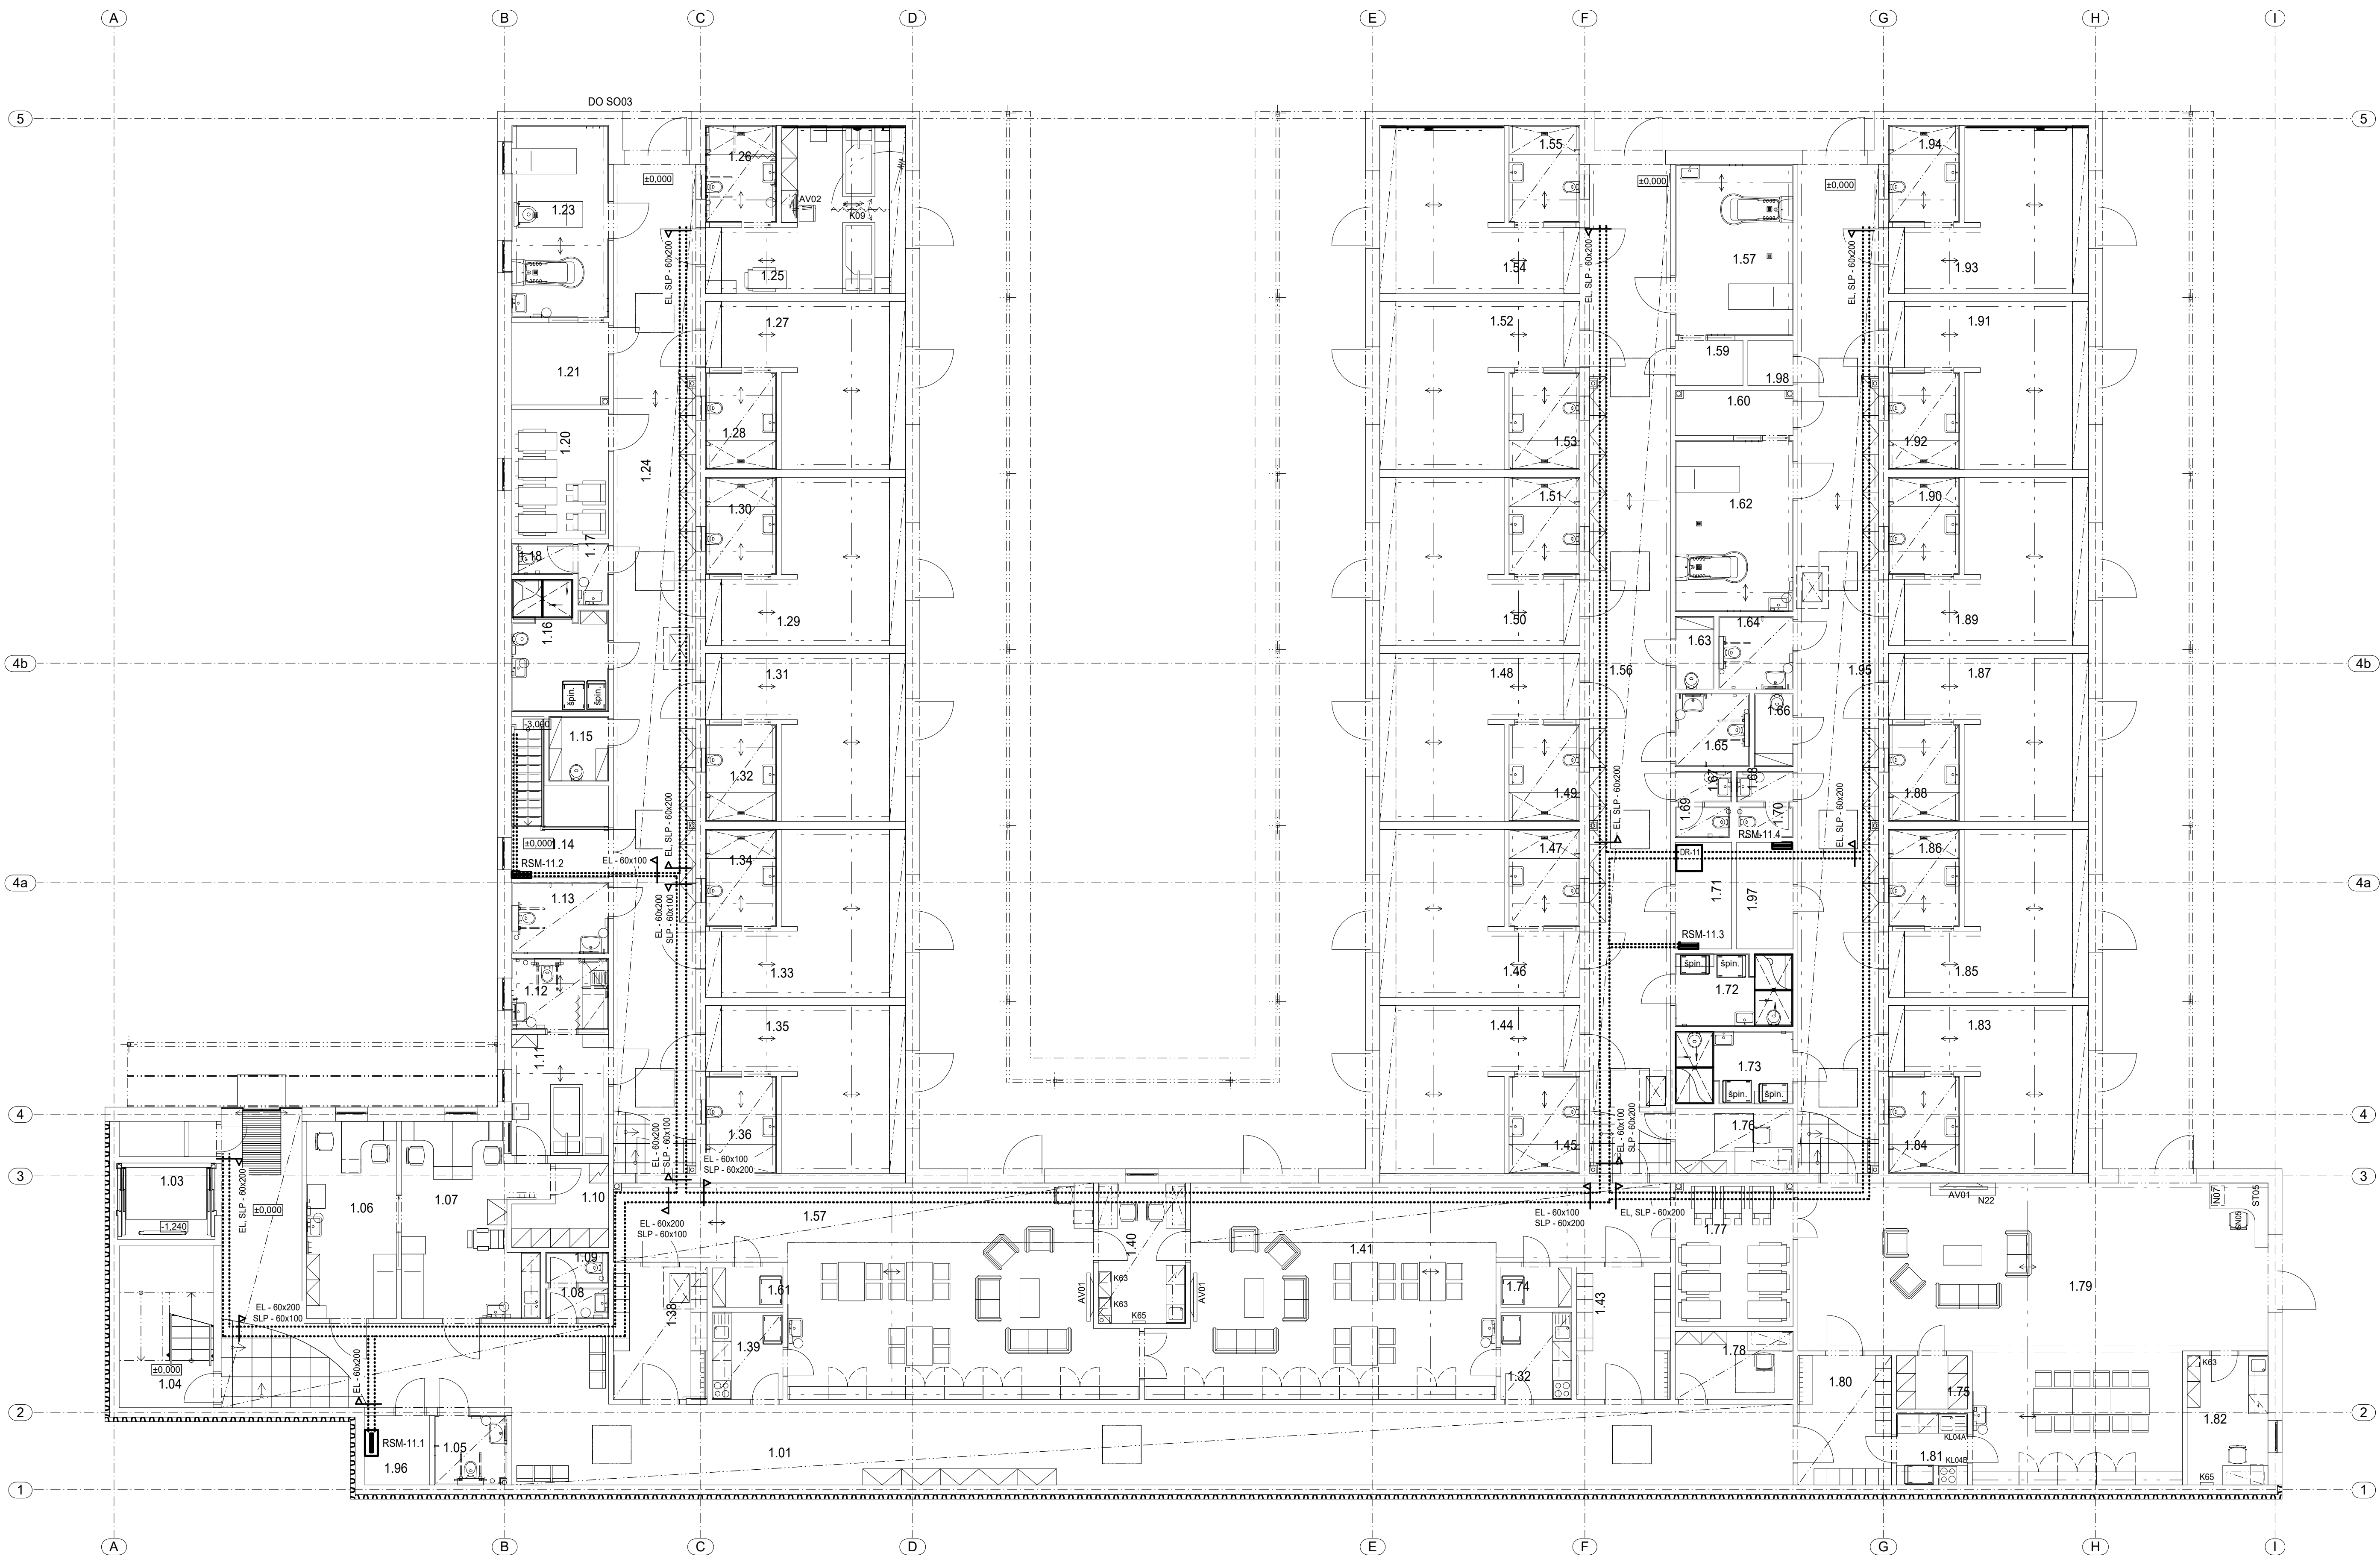 A B C D E F G H I
DO SO03
5 5
1.26 1.55 1.94
±0,000 ±0,000 ±0,000
AV02
1.23 K09
EL, SLP - 60x200 EL, SLP - 60x200 EL, SLP - 60x200
1.57
1.25 1.54 1.93
1.27 1.52 1.91
1.59
1.21 1.98
1.60
1.28 1.20 1.53 1.92
1.24
1.30 1.51 1.62 1.90
1.18 1.17
1.29 1.50 1.89
1.16 1.63 1.64
4b 4b
1.31 1.48 1.56 1.95 1.87
špin. špin.
1.66
-3,000
1.15 1.65
1.32 1.49 1.67 1.68 1.88
EL, SLP - 60x200 EL, SLP - 60x200 EL, SLP - 60x200
1.69 1.70
±0,000 1.14 RSM-11.4
RSM-11.2 EL - 60x100 1.34 1.47 DR-11 1.86
4a 4a
1.13 1.71 1.97
EL - 60x200
SLP - 60x100
RSM-11.3
1.33 1.46 špin. špin. 1.85
1.12 1.72
1.35 1.44 1.83
1.11 1.73
špin. špin.
4 4
1.36 1.45 1.76 1.84
EL - 60x200
SLP - 60x100
EL - 60x100
SLP - 60x200
EL - 60x100
SLP - 60x200
3 3
1.03
EL, SLP - 60x200
-1,240
±0,000
1.06 1.07 1.10
EL - 60x200
SLP - 60x100
1.57
EL - 60x100
SLP - 60x200
EL, SLP - 60x200
AV01 N22 N07 SN05 ST05
1.77
1.09 1.40 1.41
1.08 1.61 K63 1.74 1.79
AV01 AV01
K63
K65
1.38 1.43
EL - 60x200
SLP - 60x100
1.39 1.32 1.78
±0,000
1.04
EL - 60x200
1.80 1.75 K63
2 2
1.82
RSM-11.1 1.05 KL04A
1.96 1.01 1.81 KL04B
K65
1 1
A B C D E F G H I